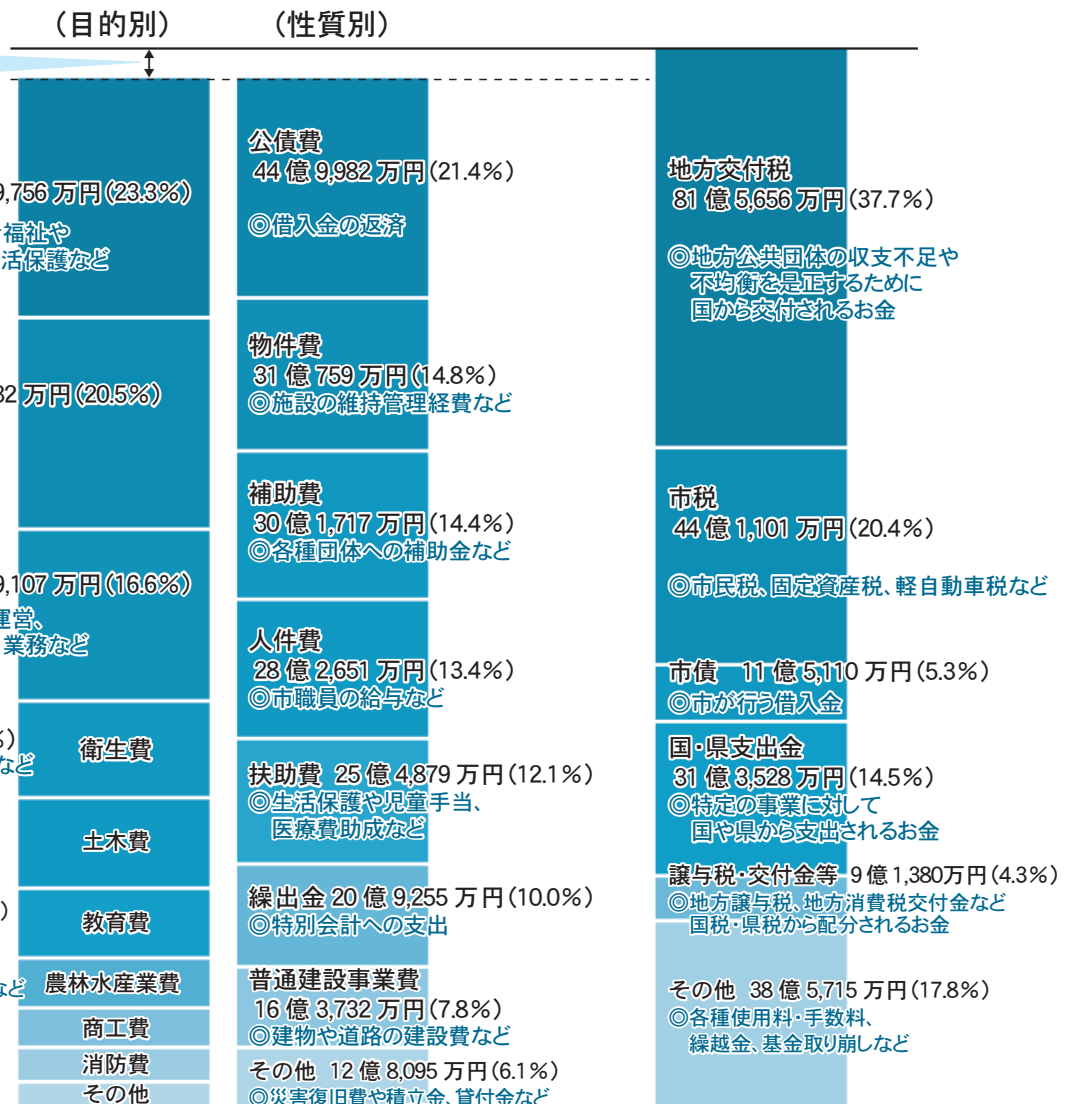 (目的別)
9,756 万円(23.3%)
福祉や
活保護など
32 万円(20.5%)
9,107 万円(16.6%)
運営、
業務など
%)
など
衛生費
土木費
)
教育費
など
農林水産業費
商工費
消防費
その他
(性質別)
公債費
44 億 9,982 万円(21.4%)
◎借入金の返済
物件費
31 億 759 万円(14.8%)
◎施設の維持管理経費など
補助費
30 億 1,717 万円(14.4%)
◎各種団体への補助金など
人件費
28 億 2,651 万円(13.4%)
◎市職員の給与など
扶助費 25 億 4,879 万円(12.1%)
◎生活保護や児童手当、
医療費助成など
繰出金 20 億 9,255 万円(10.0%)
◎特別会計への支出
普通建設事業費
16 億 3,732 万円(7.8%)
◎建物や道路の建設費など
その他 12 億 8,095 万円(6.1%)
◎災害復旧費や積立金、貸付金など
地方交付税
81 億 5,656 万円(37.7%)
◎地方公共団体の収支不足や
不均衡を是正するために
国から交付されるお金
市税
44 億 1,101 万円(20.4%)
◎市民税、固定資産税、軽自動車税など
市債 11 億 5,110 万円(5.3%)
◎市が行う借入金
国・県支出金
31 億 3,528 万円(14.5%)
◎特定の事業に対して
国や県から支出されるお金
譲与税・交付金等 9 億 1,380万円(4.3%)
◎地方譲与税、地方消費税交付金など
国税・県税から配分されるお金
その他 38 億 5,715 万円(17.8%)
◎各種使用料・手数料、
繰越金、基金取り崩しなど